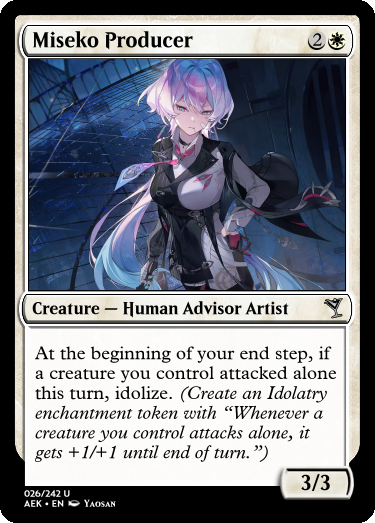 Miseko Producer 2
Creature — Human Advisor Artist
At the beginning of your end step, if
a creature you control attacked alone
this turn, idolize. (Create an Idolatry
enchantment token with “Whenever a
creature you control attacks alone, it
gets +1/+1 until end of turn.”)
3/3
026/242 U
AEK • EN Yaosan